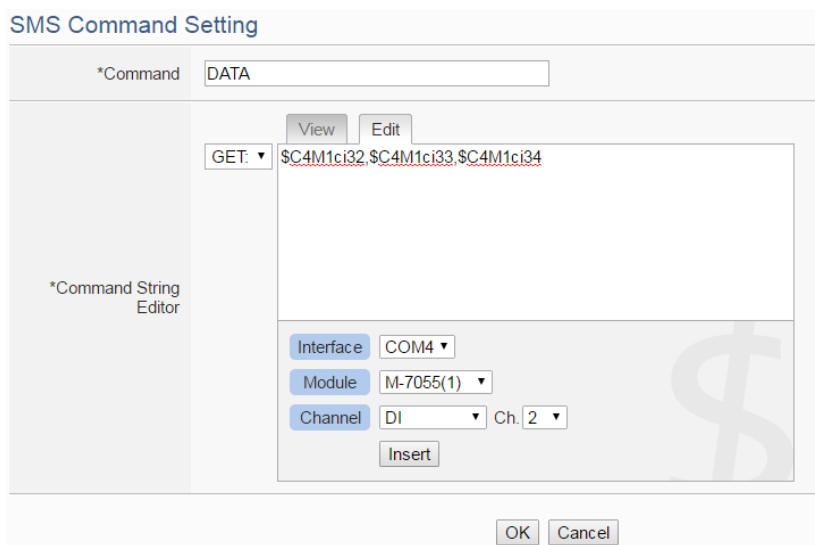 SMS Command Setting
*Command DATA
View Edit
GET: $C4M1ci32,$C4M1ci33,$C4M1ci34
*Command String
Editor
Interface COM4
Module M-7055(1)
Channel DI Ch. 2
Insert
$
OK Cancel